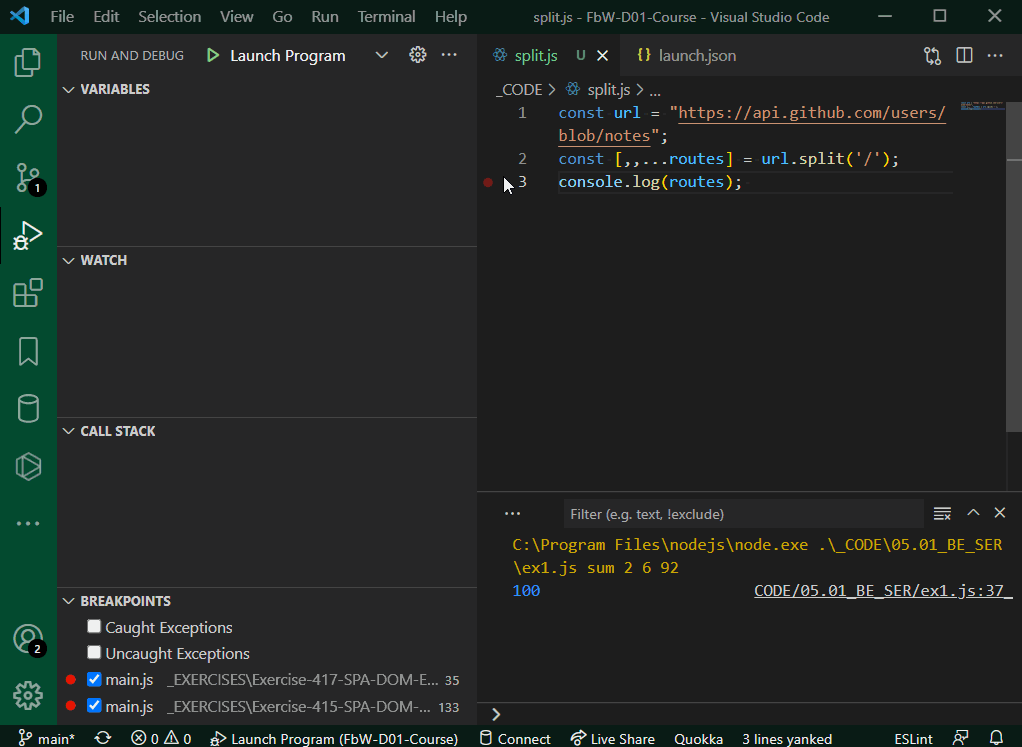 File Edit Selection View Go Run Terminal Help split.js - FbW-D01-Course - Visual Studio Code
RUN AND DEBUG Launch Program ...
split.js U
{} launch.json
_CODE > split.js > ...
VARIABLES
1 const url = "https://api.github.com/users/
blob/notes";
2 const [,,...routes] = url.split('/');
3 console.log(routes);
1
WATCH
CALL STACK
...
Filter (e.g. text, !exclude)
C:\Program Files\nodejs\node.exe .\_CODE\05.01_BE_SER
\ex1.js sum 2 6 92
100 CODE/05.01_BE_SER/ex1.js:37_
BREAKPOINTS
Caught Exceptions
Uncaught Exceptions
main.js _EXERCISES\Exercise-417-SPA-DOM-E... 35
main.js _EXERCISES\Exercise-415-SPA-DOM-... 133
2
>
main* 0 0 Launch Program (FbW-D01-Course) Connect Live Share Quokka 3 lines yanked ESLint